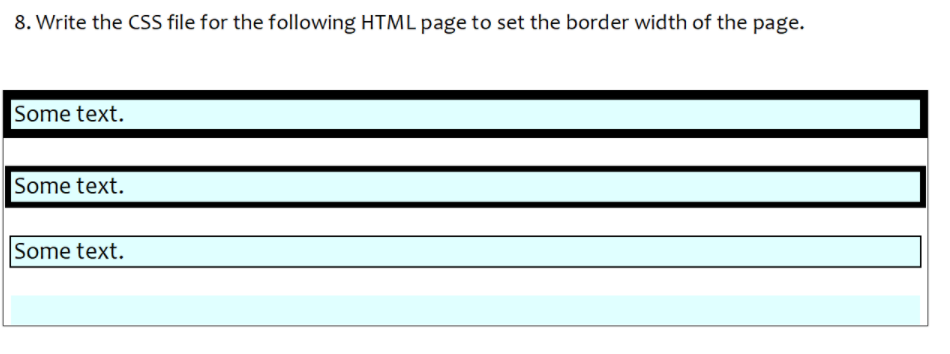 8. Write the CSS file for the following HTML page to set the border width of the page.
Some text.
Some text.
Some text.